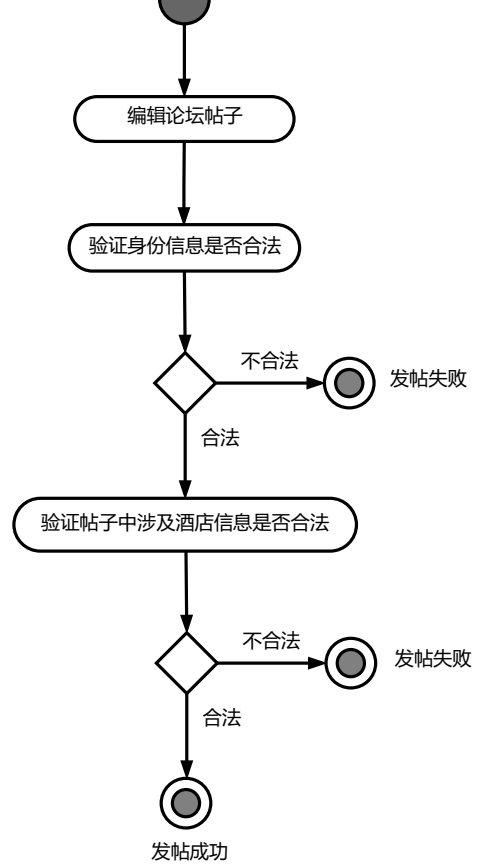 编辑论坛帖子
验证身份信息是否合法
不合法
发帖失败
合法
验证帖子中涉及酒店信息是否合法
不合法
发帖失败
合法
发帖成功